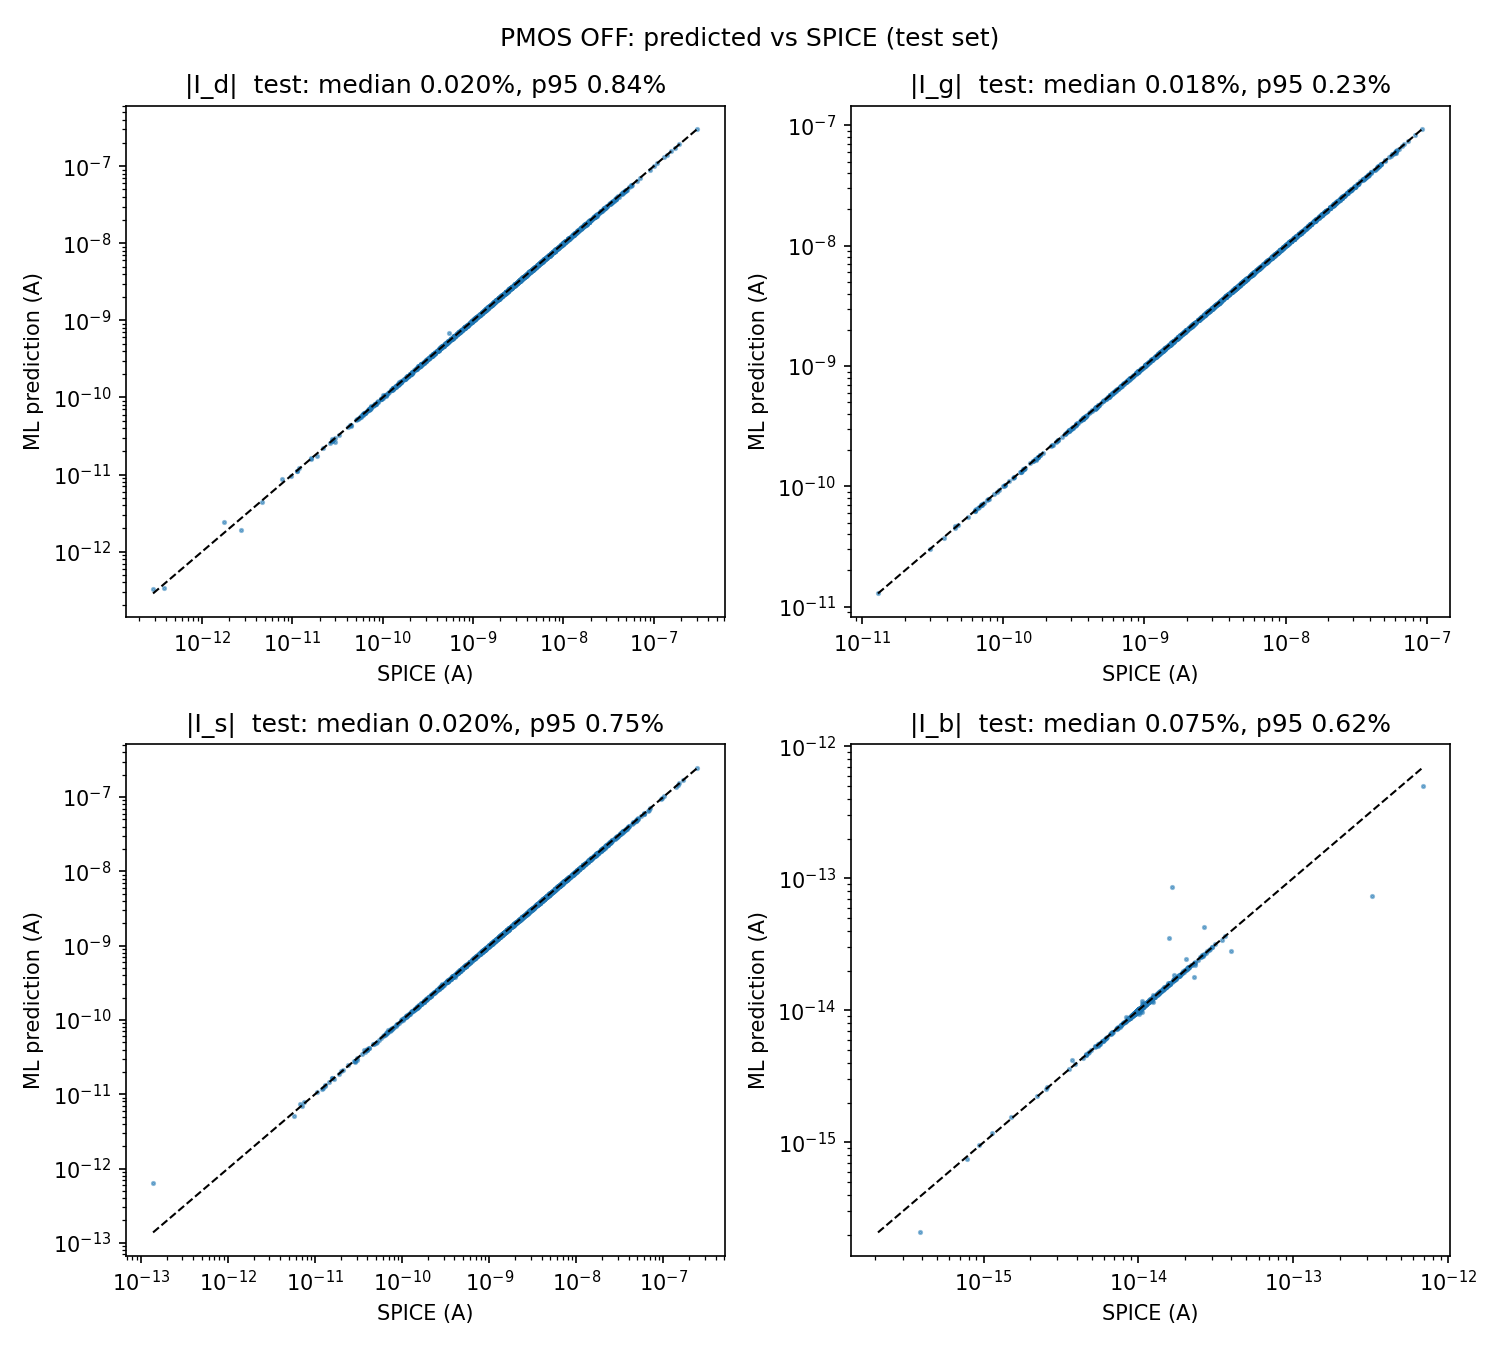 PMOS OFF: predicted vs SPICE (test set)
|I_d|  test: median 0.020%, p95 0.84%
ML prediction (A)
10⁻⁷
10⁻⁸
10⁻⁹
10⁻¹⁰
10⁻¹¹
10⁻¹²
10⁻¹² 10⁻¹¹ 10⁻¹⁰ 10⁻⁹ 10⁻⁸ 10⁻⁷
SPICE (A)
|I_g|  test: median 0.018%, p95 0.23%
ML prediction (A)
10⁻⁷
10⁻⁸
10⁻⁹
10⁻¹⁰
10⁻¹¹
10⁻¹¹ 10⁻¹⁰ 10⁻⁹ 10⁻⁸ 10⁻⁷
SPICE (A)
|I_s|  test: median 0.020%, p95 0.75%
ML prediction (A)
10⁻⁷
10⁻⁸
10⁻⁹
10⁻¹⁰
10⁻¹¹
10⁻¹²
10⁻¹³
10⁻¹³ 10⁻¹² 10⁻¹¹ 10⁻¹⁰ 10⁻⁹ 10⁻⁸ 10⁻⁷
SPICE (A)
|I_b|  test: median 0.075%, p95 0.62%
ML prediction (A)
10⁻¹²
10⁻¹³
10⁻¹⁴
10⁻¹⁵
10⁻¹⁵ 10⁻¹⁴ 10⁻¹³ 10⁻¹²
SPICE (A)